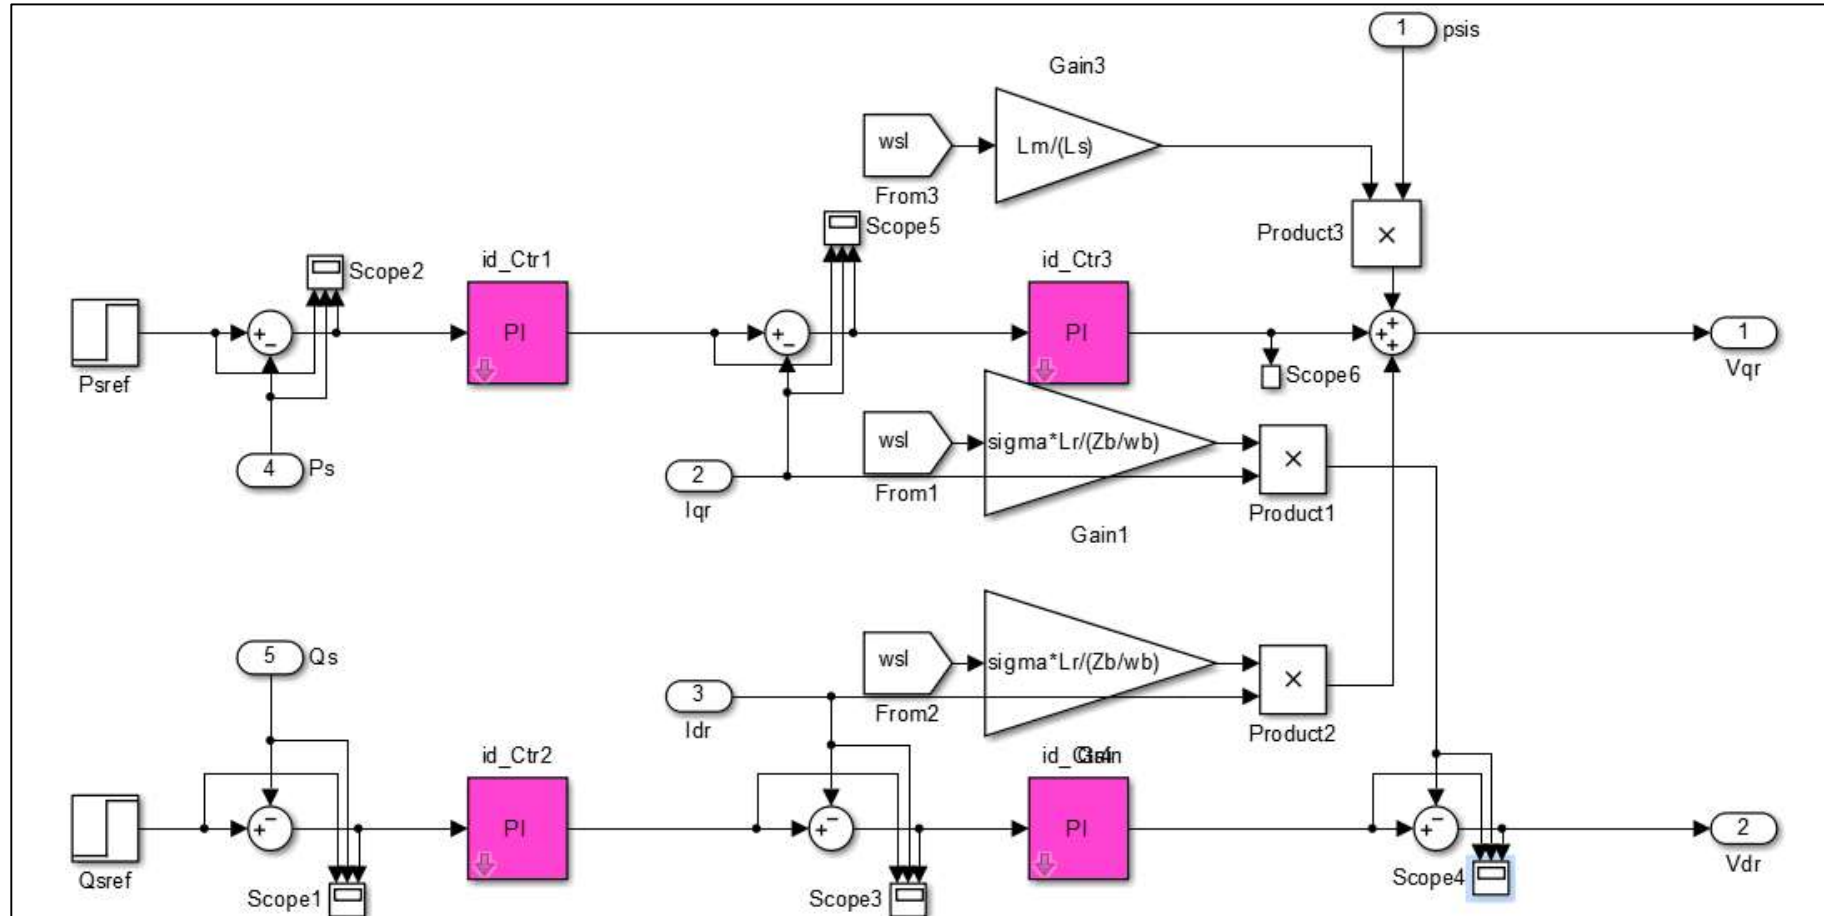 1 psis
Gain3
wsl
Lm/(Ls)
From3
Scope5
Product3
×
id_Ctr1
id_Ctr3
Scope2
PI
PI
Psref
Scope6
1
Vqr
4 Ps
wsl
sigma*Lr/(Zb/wb)
×
2
Iqr
From1
Product1
Gain1
5 Qs
wsl
sigma*Lr/(Zb/wb)
×
3
Idr
From2
Product2
id_Ctr2
id_Ctr4
Gain
PI
PI
Qsref
2
Vdr
Scope1
Scope3
Scope4